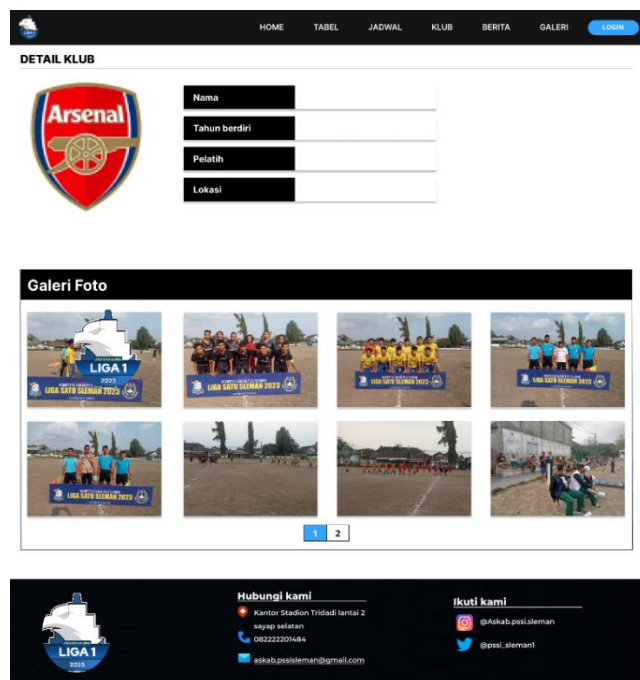 LIGA 1
HOME TABEL JADWAL KLUB BERITA GALERI LOGIN
DETAIL KLUB
Arsenal
Nama
Tahun berdiri
Pelatih
Lokasi
Galeri Foto
LIGA 1
2023
LIGA SATU SLEMAN 2023
LIGA SATU SLEMAN 2023
LIGA SATU SLEMAN 2023
LIGA SATU SLEMAN 2023
LIGA SATU SLEMAN 2023
1 2
LIGA 1
2023
Hubungi kami
Kantor Stadion Tridadi lantai 2
sayap selatan
082222201484
askab.pssisleman@gmail.com
Ikuti kami
@Askab.pssi.sleman
@pssi_sleman1